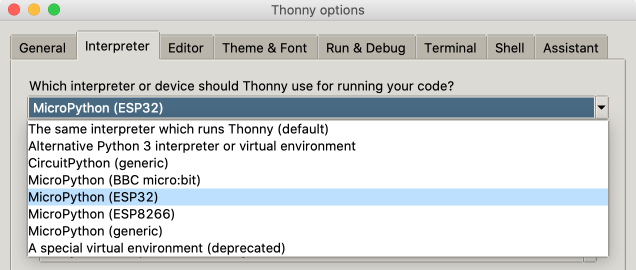 Thonny options
General Interpreter Editor Theme & Font Run & Debug Terminal Shell Assistant
Which interpreter or device should Thonny use for running your code?
MicroPython (ESP32)
The same interpreter which runs Thonny (default)
Alternative Python 3 interpreter or virtual environment
CircuitPython (generic)
MicroPython (BBC micro:bit)
MicroPython (ESP32)
MicroPython (ESP8266)
MicroPython (generic)
A special virtual environment (deprecated)